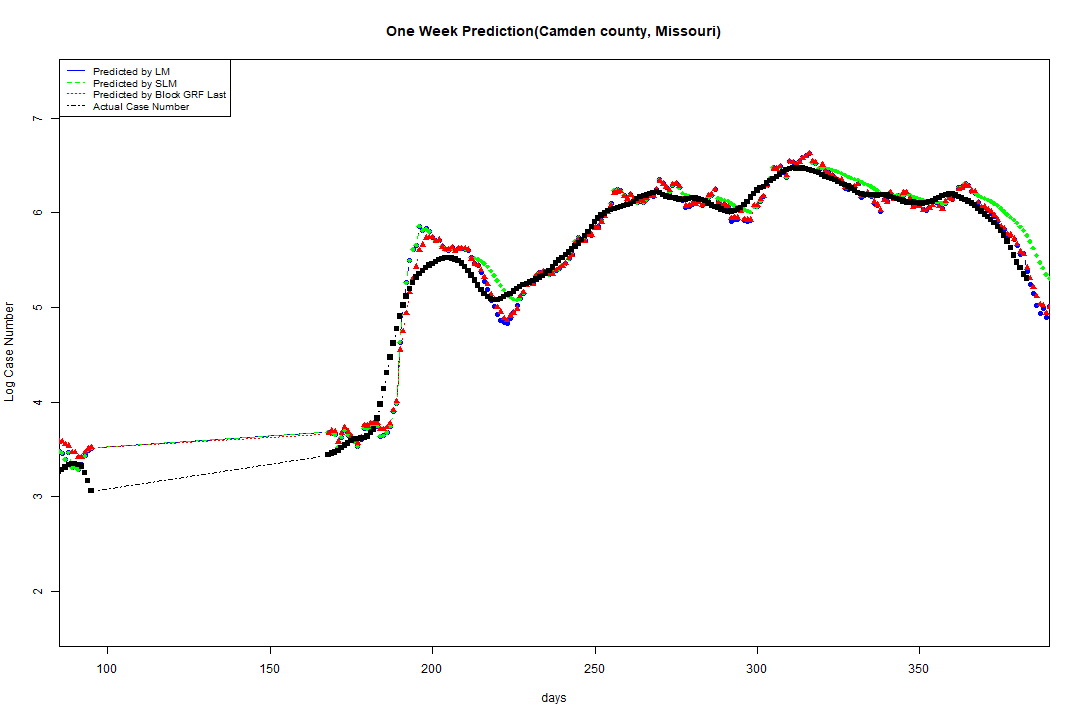 One Week Prediction(Camden county, Missouri)
Predicted by LM
Predicted by SLM
Predicted by Block GRF Last
Actual Case Number
7
6
5
4
3
2
Log Case Number
100 150 200 250 300 350
days